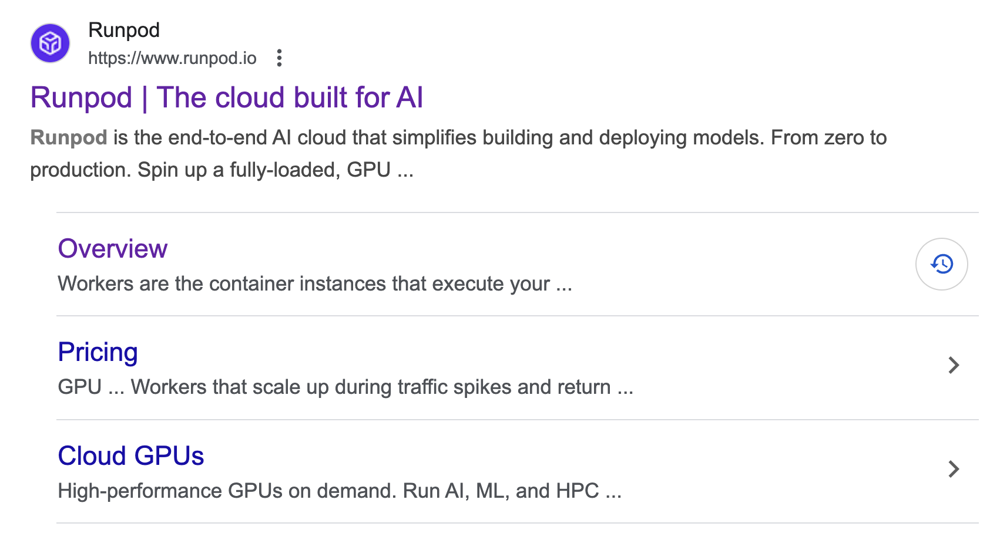 Runpod
https://www.runpod.io
Runpod | The cloud built for AI
Runpod is the end-to-end AI cloud that simplifies building and deploying models. From zero to
production. Spin up a fully-loaded, GPU ...
Overview
Workers are the container instances that execute your ...
Pricing
GPU ... Workers that scale up during traffic spikes and return ...
Cloud GPUs
High-performance GPUs on demand. Run AI, ML, and HPC ...